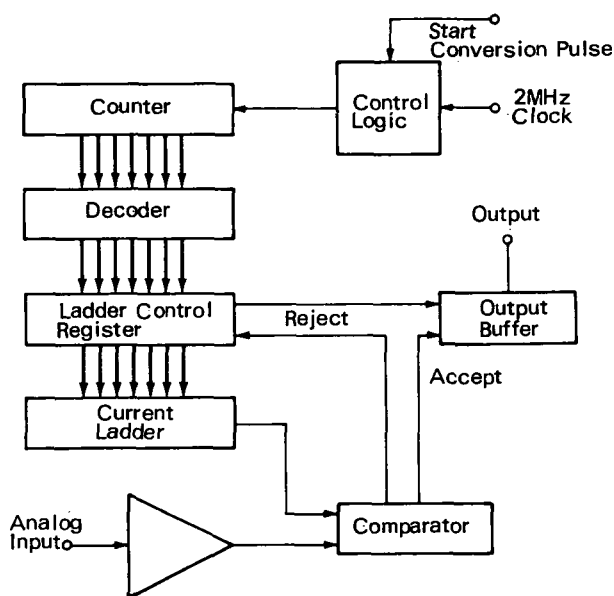 Start
Conversion Pulse
Counter
Control
Logic
2MHz
Clock
Decoder
Output
Ladder Control
Register
Reject
Output
Buffer
Accept
Current
Ladder
Analog
Input
Comparator